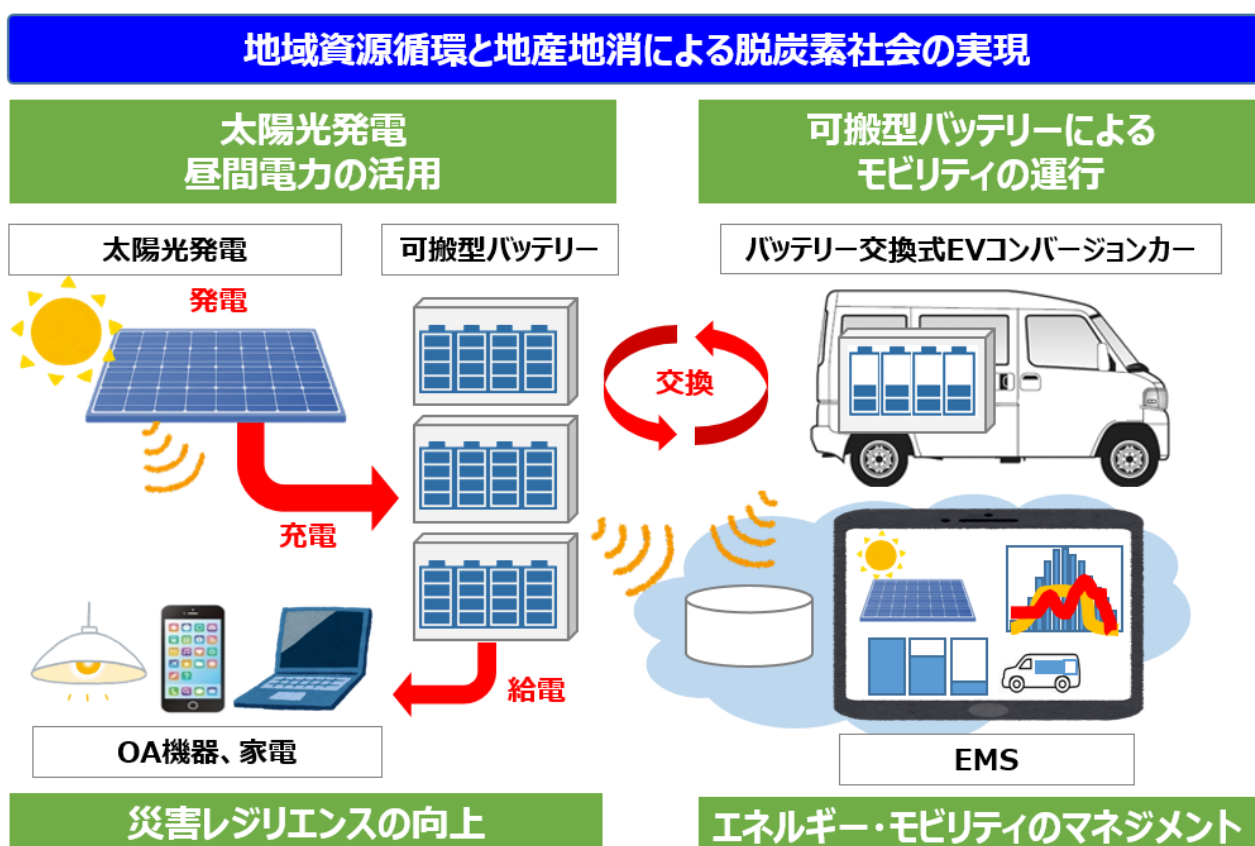 地域資源循環と地産地消による脱炭素社会の実現
太陽光発電
昼間電力の活用
可搬型バッテリーによる
モビリティの運行
太陽光発電
可搬型バッテリー
バッテリー交換式EVコンバージョンカー
発電
交換
充電
給電
OA機器、家電
EMS
災害レジリエンスの向上
エネルギー・モビリティのマネジメント